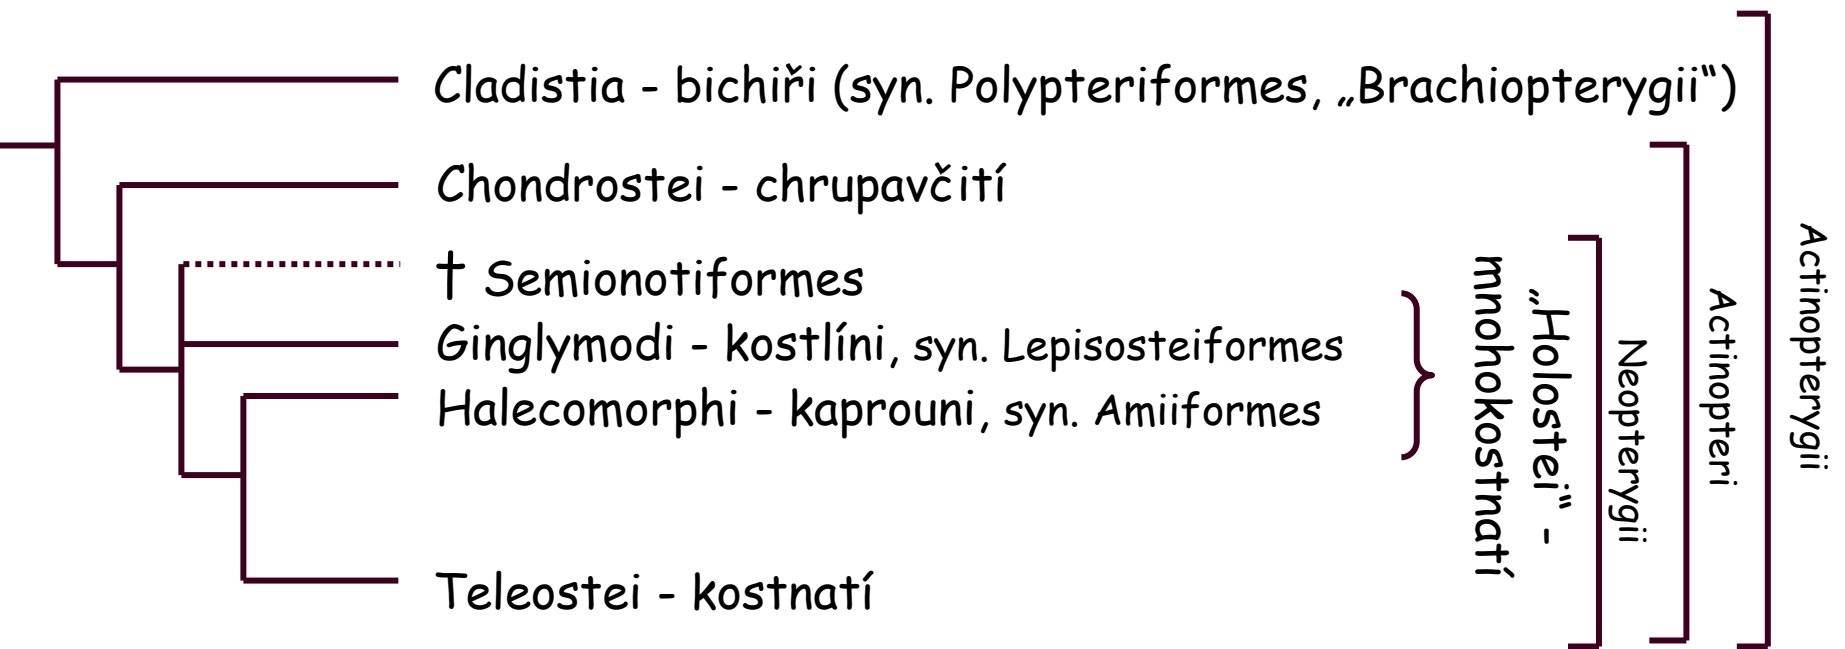 Cladistia - bichiři (syn. Polypteriformes, „Brachiopterygii“)
Chondrostei - chrupavčití
† Semionotiformes
Ginglymodi - kostlíni, syn. Lepisosteiformes
Halecomorphi - kaprouni, syn. Amiiformes
Teleostei - kostnatí
„Holostei“ -
mnohokostnatí
Neopterygii
Actinopteri
Actinopterygii